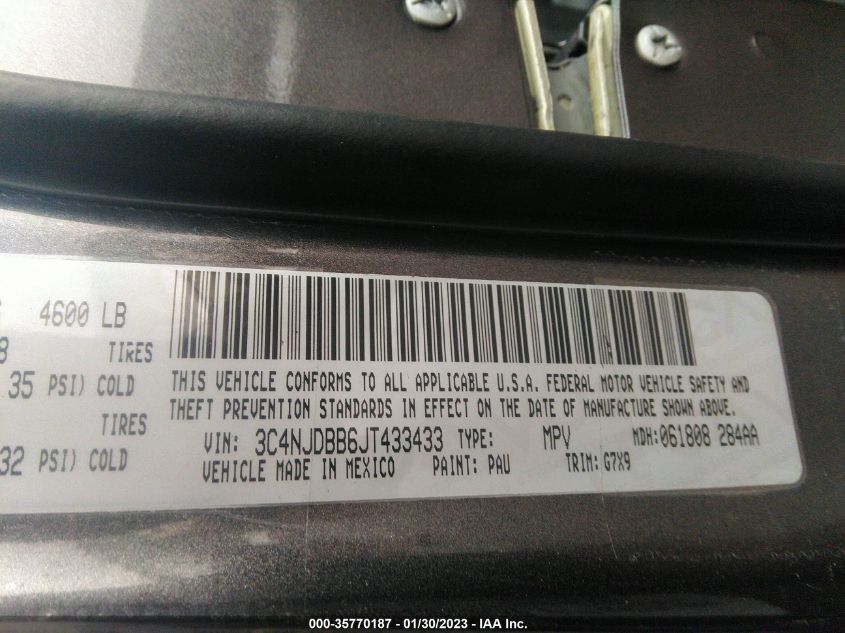 4600 LB
TIRES
35 PSI) COLD
TIRES
32 PSI) COLD
THIS VEHICLE CONFORMS TO ALL APPLICABLE U.S.A. FEDERAL MOTOR VEHICLE SAFETY AND
THEFT PREVENTION STANDARDS IN EFFECT ON THE DATE OF MANUFACTURE SHOWN ABOVE.
VIN: 3C4NJDBB6JT433433 TYPE: MPV MDH:061808 284AA
VEHICLE MADE IN MEXICO PAINT: PAU TRIM: G7X9
000-35770187 - 01/30/2023 - IAA Inc.